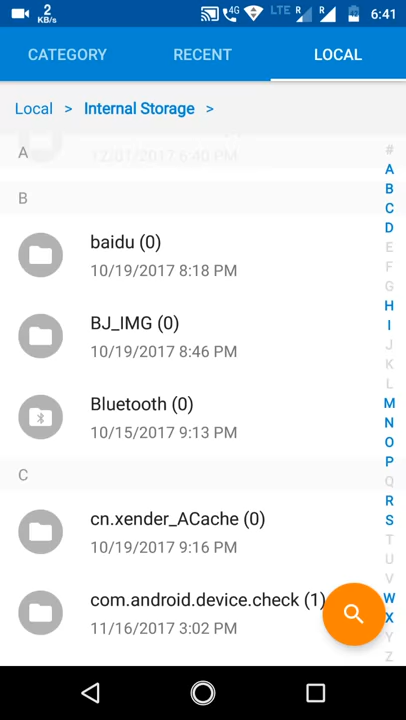 2
KB/s
4G
LTE R R
6:41
CATEGORY RECENT LOCAL
Local > Internal Storage >
A
12/01/2017 6:40 PM
B
baidu (0)
10/19/2017 8:18 PM
BJ_IMG (0)
10/19/2017 8:46 PM
Bluetooth (0)
10/15/2017 9:13 PM
C
cn.xender_ACache (0)
10/19/2017 9:16 PM
com.android.device.check (1)
11/16/2017 3:02 PM
#
A
B
C
D
E
F
G
H
I
J
K
L
M
N
O
P
Q
R
S
T
U
V
W
X
Y
Z